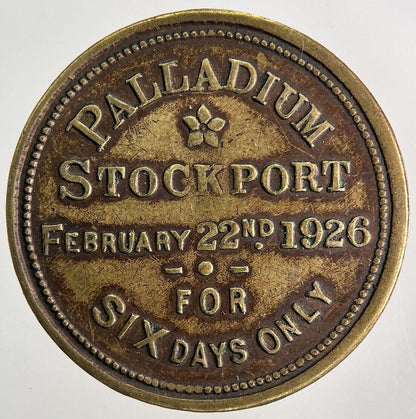 PALLADIUM
STOCKPORT
FEBRUARY 22ND. 1926
FOR
SIX DAYS ONLY